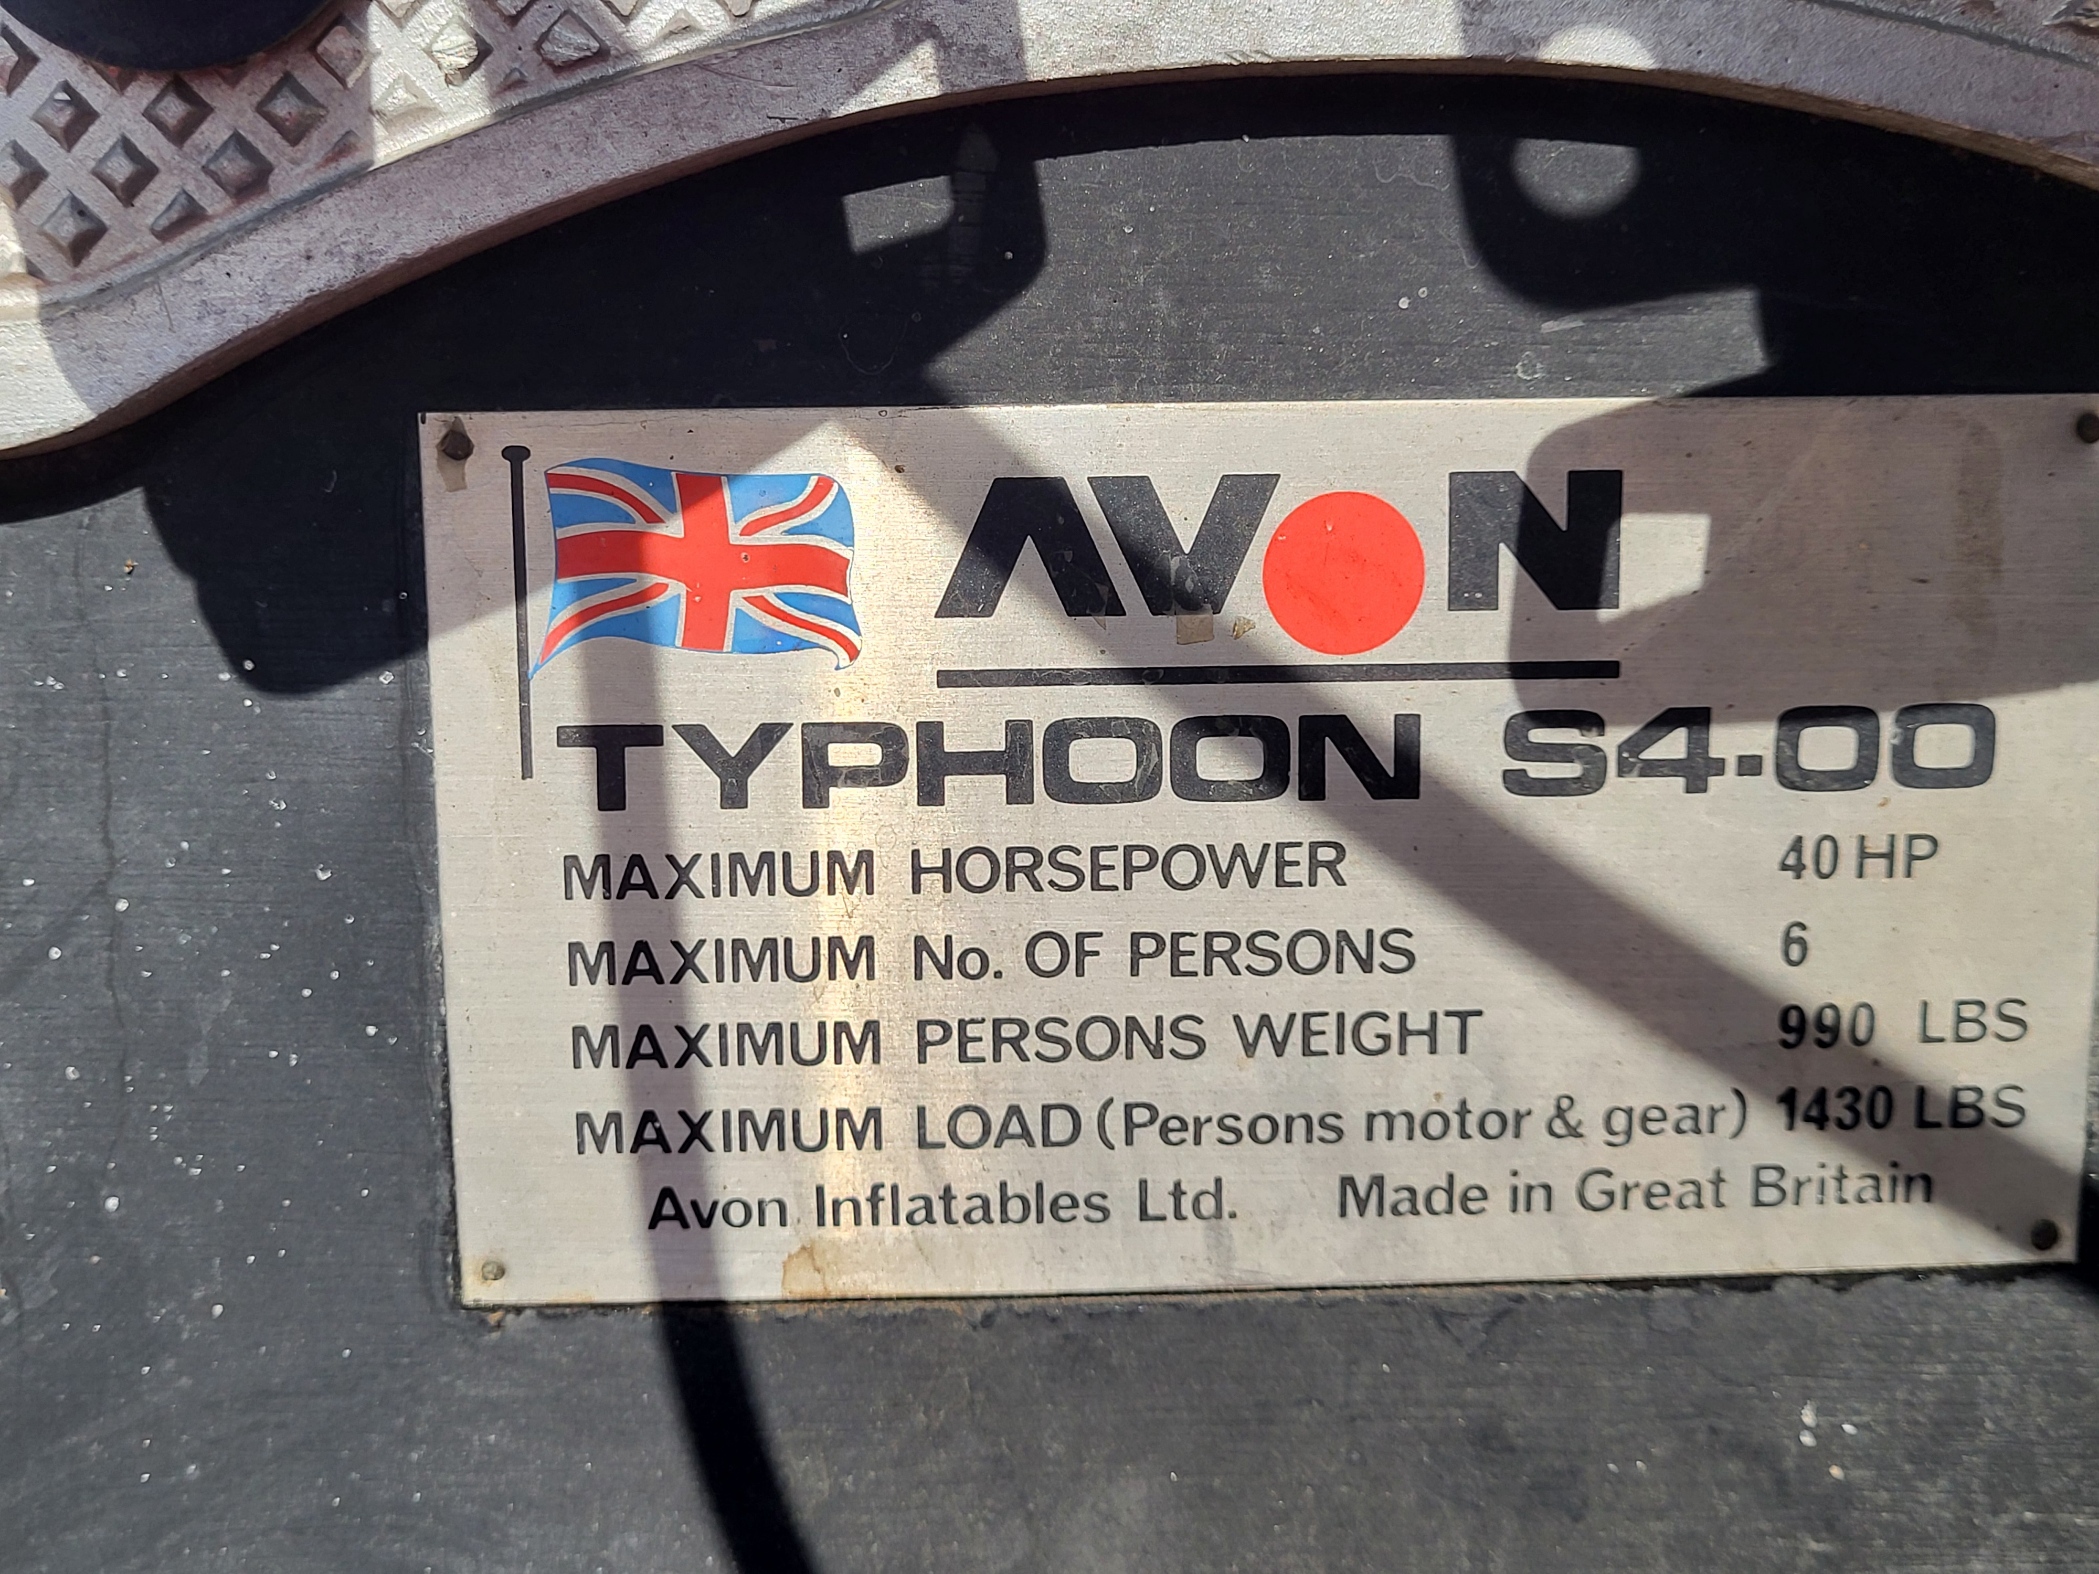 AVON
TYPHOON S4·00
MAXIMUM HORSEPOWER 40 HP
MAXIMUM No. OF PERSONS 6
MAXIMUM PERSONS WEIGHT 990 LBS
MAXIMUM LOAD (Persons motor & gear) 1430 LBS
Avon Inflatables Ltd. Made in Great Britain